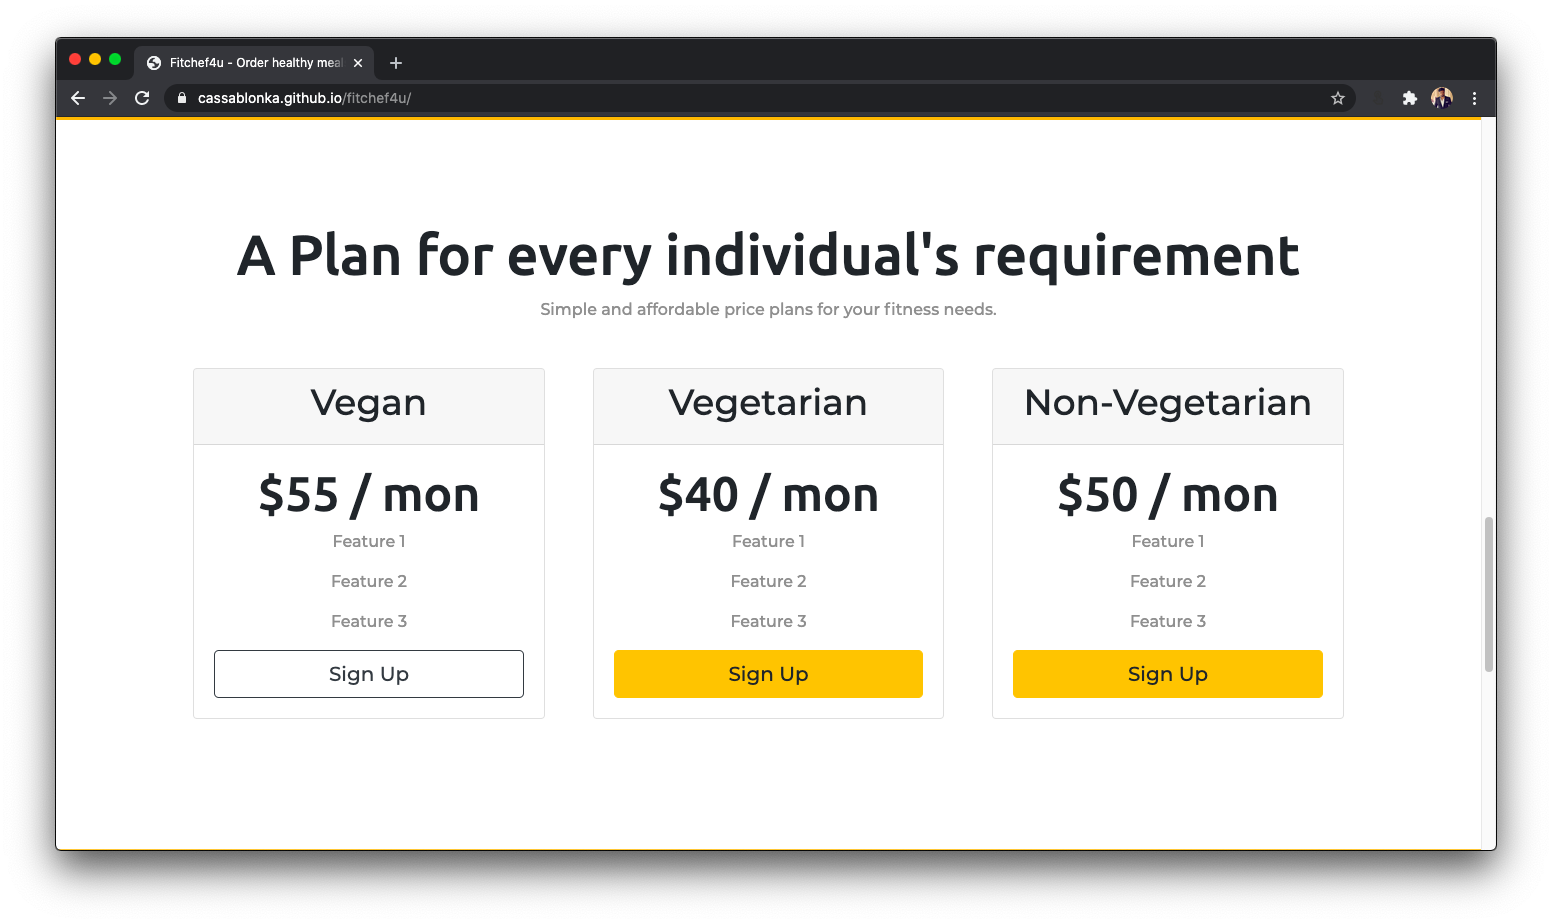 Fitchef4u - Order healthy meal
cassablonka.github.io/fitchef4u/
A Plan for every individual's requirement
Simple and affordable price plans for your fitness needs.
Vegan
$55 / mon
Feature 1
Feature 2
Feature 3
Sign Up
Vegetarian
$40 / mon
Feature 1
Feature 2
Feature 3
Sign Up
Non-Vegetarian
$50 / mon
Feature 1
Feature 2
Feature 3
Sign Up